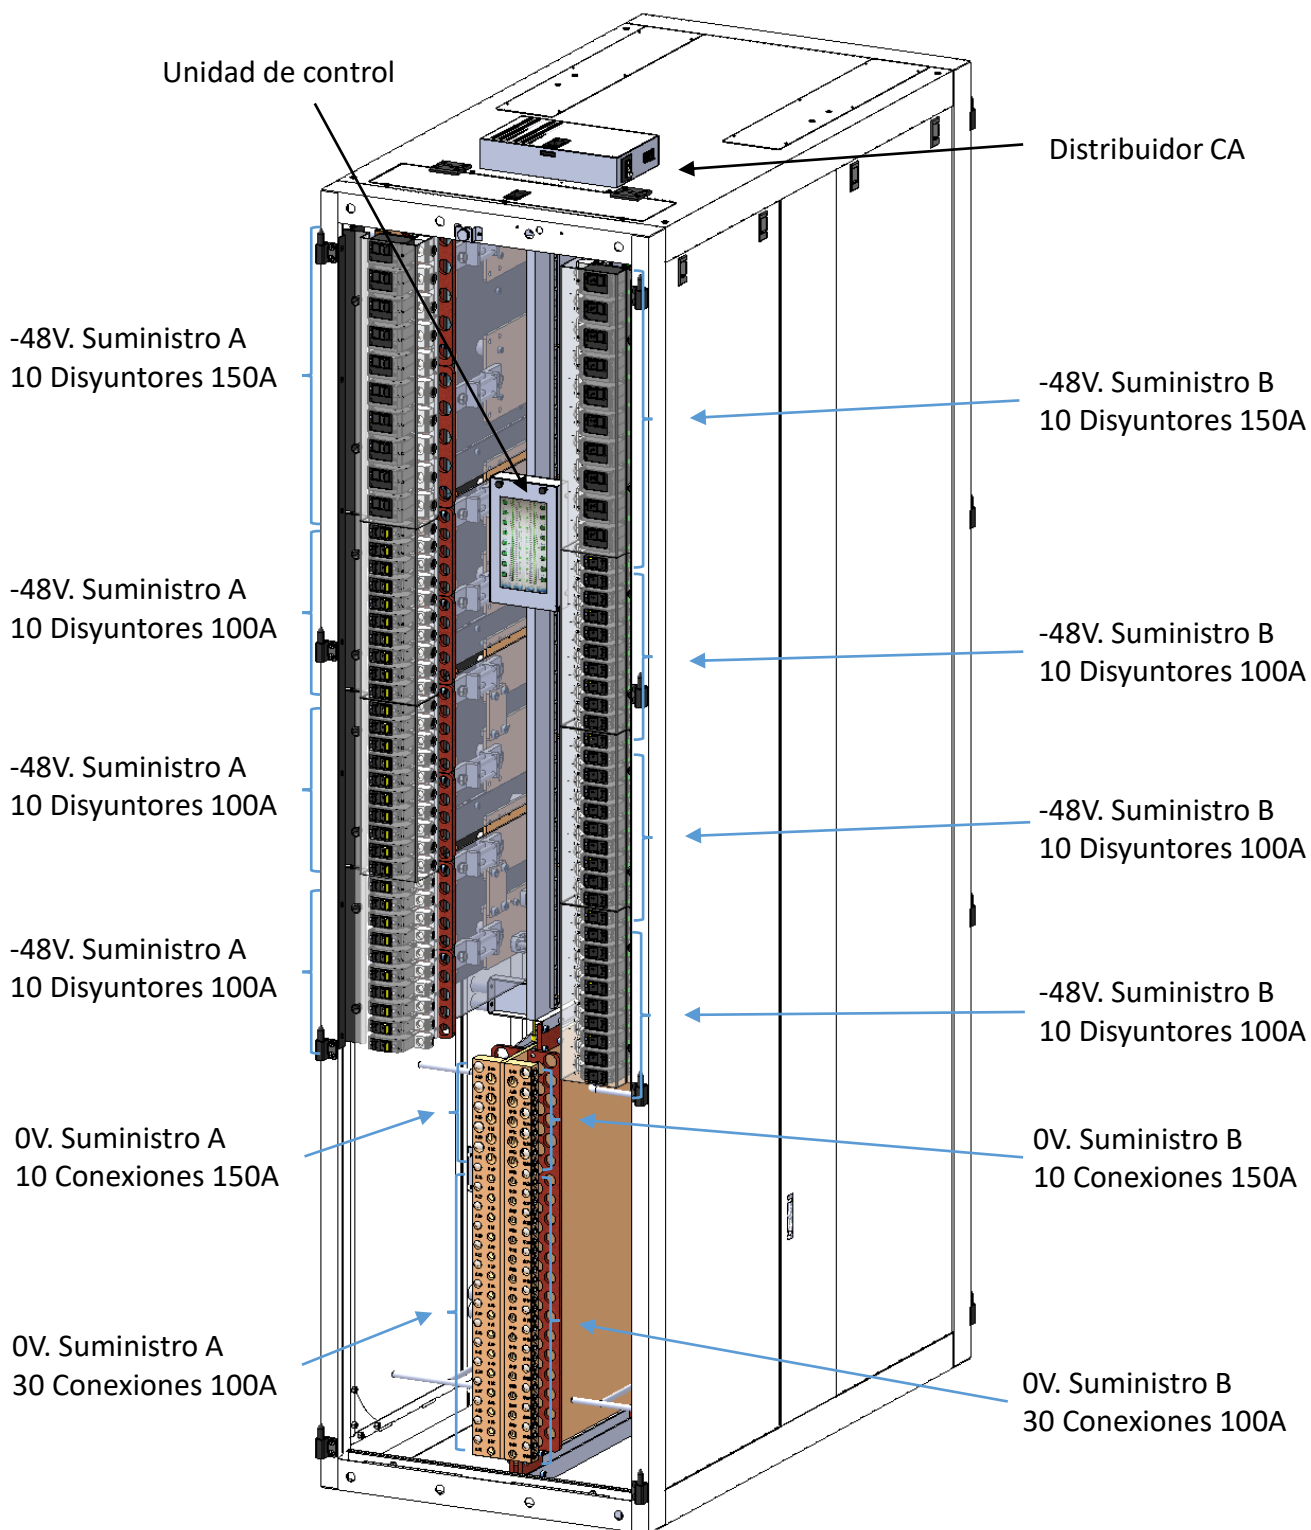 Unidad de control
Distribuidor CA
-48V. Suministro A
10 Disyuntores 150A
-48V. Suministro B
10 Disyuntores 150A
-48V. Suministro A
10 Disyuntores 100A
-48V. Suministro B
10 Disyuntores 100A
-48V. Suministro A
10 Disyuntores 100A
-48V. Suministro B
10 Disyuntores 100A
-48V. Suministro A
10 Disyuntores 100A
-48V. Suministro B
10 Disyuntores 100A
0V. Suministro A
10 Conexiones 150A
0V. Suministro B
10 Conexiones 150A
0V. Suministro A
30 Conexiones 100A
0V. Suministro B
30 Conexiones 100A